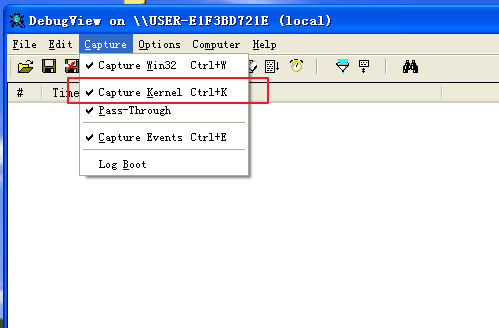 DebugView on \\USER-E1F3BD721E (local)
File Edit Capture Options Computer Help
Capture Win32 Ctrl+W
# Time
Capture Kernel Ctrl+K
Pass-Through
Capture Events Ctrl+E
Log Boot